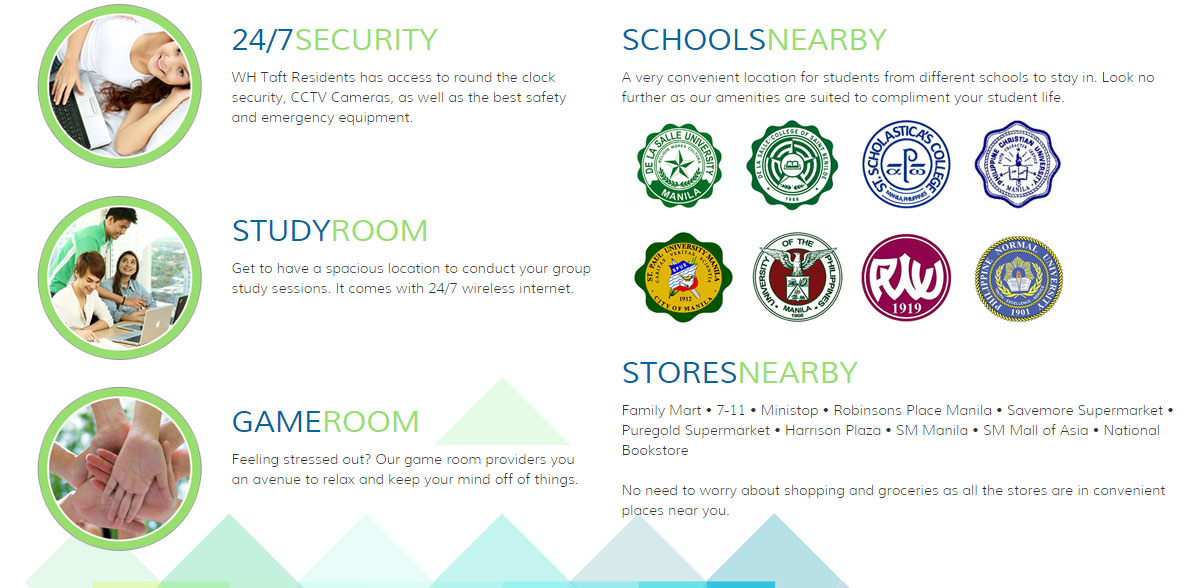 24/7SECURITY
WH Taft Residents has access to round the clock
security, CCTV Cameras, as well as the best safety
and emergency equipment.
STUDYROOM
Get to have a spacious location to conduct your group
study sessions. It comes with 24/7 wireless internet.
GAMEROOM
Feeling stressed out? Our game room providers you
an avenue to relax and keep your mind off of things.
SCHOOLSNEARBY
A very convenient location for students from different schools to stay in. Look no
further as our amenities are suited to compliment your student life.
DE LA SALLE UNIVERSITY
MANILA
DE LA SALLE COLLEGE OF SAINT BENILDE
1988
ST. SCHOLASTICA'S COLLEGE
MANILA, PHILIPPINES
PHILIPPINE CHRISTIAN UNIVERSITY
MANILA
ST. PAUL UNIVERSITY MANILA
CARITAS VERITAS SCIENTIA
SPUM
1912
CITY OF MANILA
UNIVERSITY OF THE PHILIPPINES
MANILA
1908
PWU
1919
PHILIPPINE NORMAL UNIVERSITY
1901
STORESNEARBY
Family Mart • 7-11 • Ministop • Robinsons Place Manila • Savemore Supermarket •
Puregold Supermarket • Harrison Plaza • SM Manila • SM Mall of Asia • National
Bookstore
No need to worry about shopping and groceries as all the stores are in convenient
places near you.